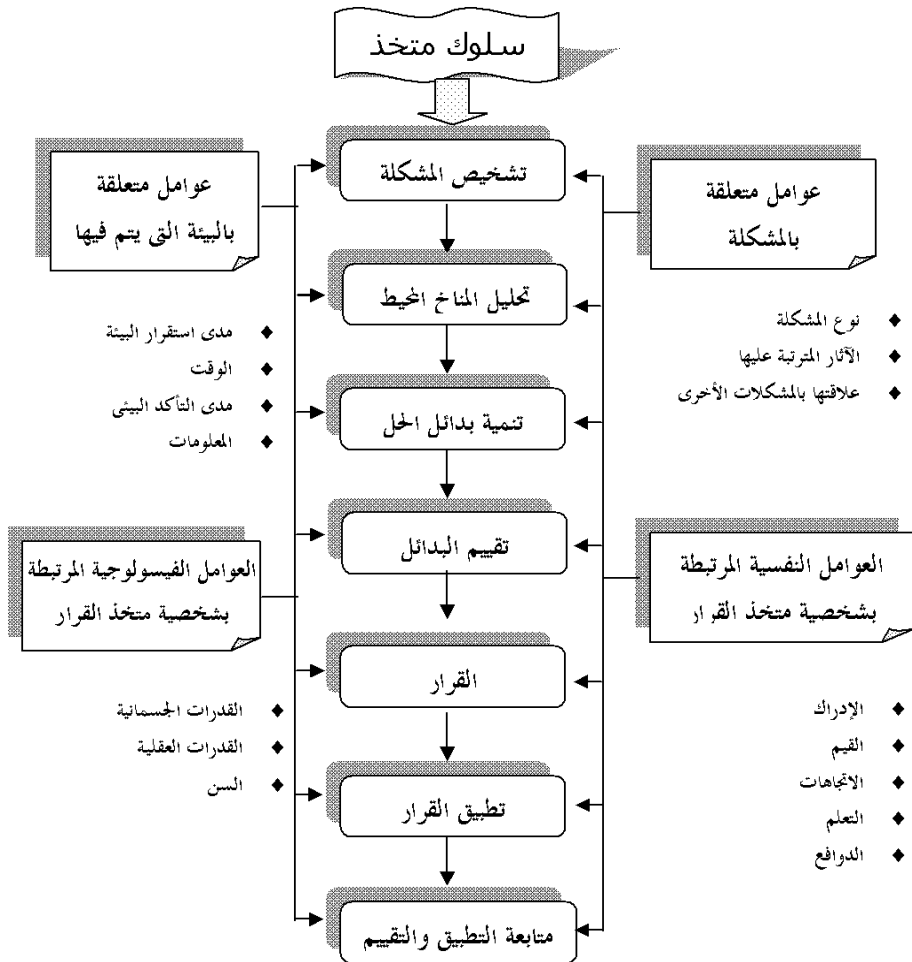 سلوك متخذ
تشخيص المشكلة
تحليل المناخ المحيط
تنمية بدائل الحل
تقييم البدائل
القرار
تطبيق القرار
متابعة التطبيق والتقييم
عوامل متعلقة
بالمشكلة
نوع المشكلة
الآثار المترتبة عليها
علاقتها بالمشكلات الأخرى
العوامل النفسية المرتبطة
بشخصية متخذ القرار
الإدراك
القيم
الاتجاهات
التعلم
الدوافع
عوامل متعلقة
بالبيئة التى يتم فيها
مدى استقرار البيئة
الوقت
مدى التأكد البيئى
المعلومات
العوامل الفيسولوجية المرتبطة
بشخصية متخذ القرار
القدرات الجسمانية
القدرات العقلية
السن